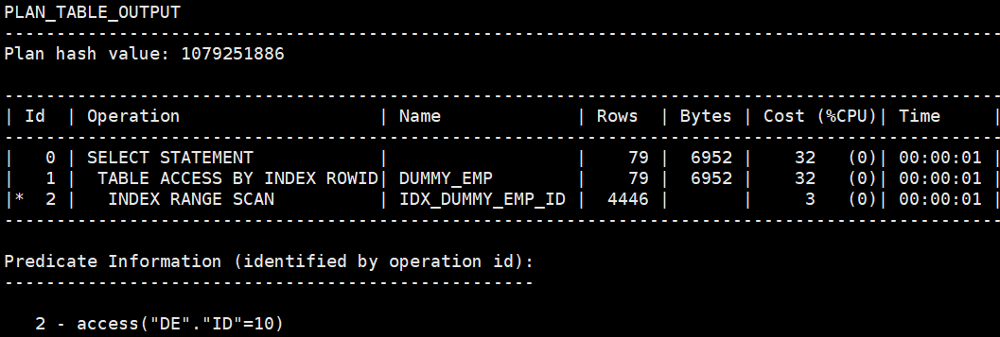 PLAN_TABLE_OUTPUT
------------------------------------------------------------------------------------------------
Plan hash value: 1079251886
------------------------------------------------------------------------------------------------
| Id  | Operation                   | Name             | Rows  | Bytes | Cost (%CPU)| Time     |
------------------------------------------------------------------------------------------------
|   0 | SELECT STATEMENT            |                  |    79 |  6952 |    32   (0)| 00:00:01 |
|   1 |  TABLE ACCESS BY INDEX ROWID| DUMMY_EMP        |    79 |  6952 |    32   (0)| 00:00:01 |
|*  2 |   INDEX RANGE SCAN          | IDX_DUMMY_EMP_ID |  4446 |       |     3   (0)| 00:00:01 |
------------------------------------------------------------------------------------------------
Predicate Information (identified by operation id):
---------------------------------------------------
   2 - access("DE"."ID"=10)